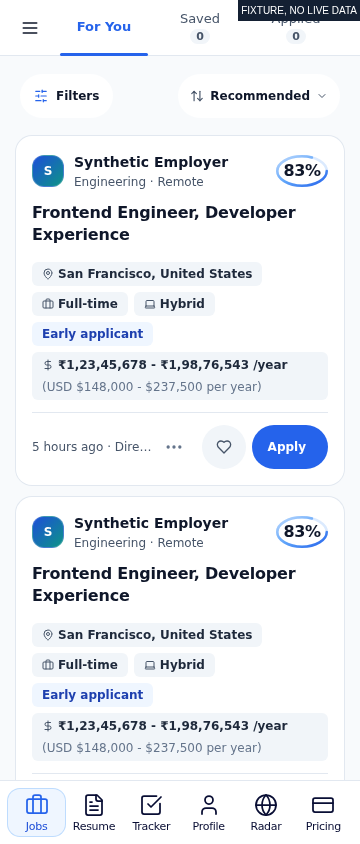 FIXTURE, NO LIVE DATA
For You
Saved
0
Applied
0
Filters
Recommended
S
Synthetic Employer
Engineering · Remote
83%
Frontend Engineer, Developer
Experience
San Francisco, United States
Full-time
Hybrid
Early applicant
$ ₹1,23,45,678 - ₹1,98,76,543 /year
(USD $148,000 - $237,500 per year)
5 hours ago · Dire…
Apply
S
Synthetic Employer
Engineering · Remote
83%
Frontend Engineer, Developer
Experience
San Francisco, United States
Full-time
Hybrid
Early applicant
$ ₹1,23,45,678 - ₹1,98,76,543 /year
(USD $148,000 - $237,500 per year)
Jobs
Resume
Tracker
Profile
Radar
Pricing